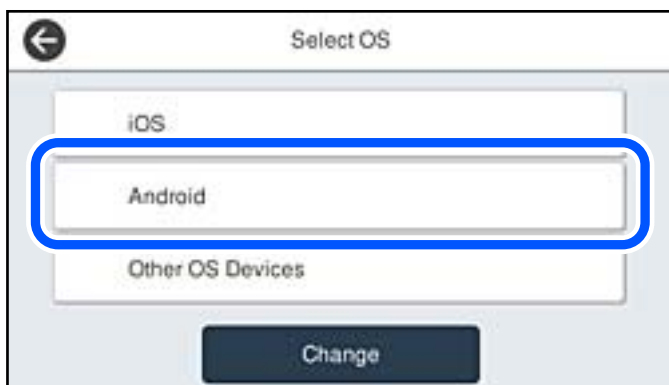 Select OS
iOS
Android
Other OS Devices
Change